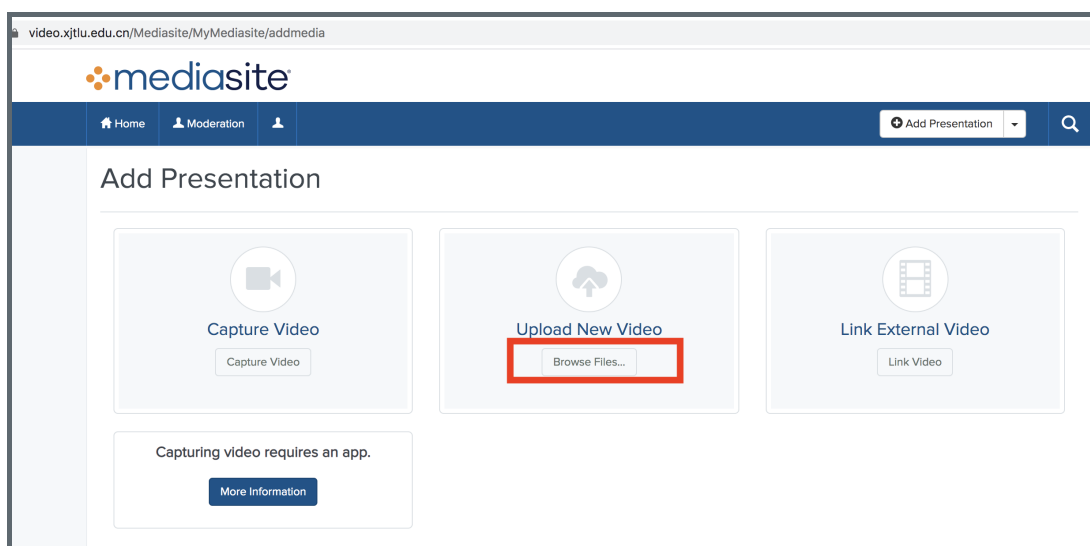 video.xjtlu.edu.cn/Mediasite/MyMediasite/addmedia
mediasite
Home Moderation Add Presentation
Add Presentation
Capture Video Upload New Video Link External Video
Capture Video Browse Files... Link Video
Capturing video requires an app.
More Information